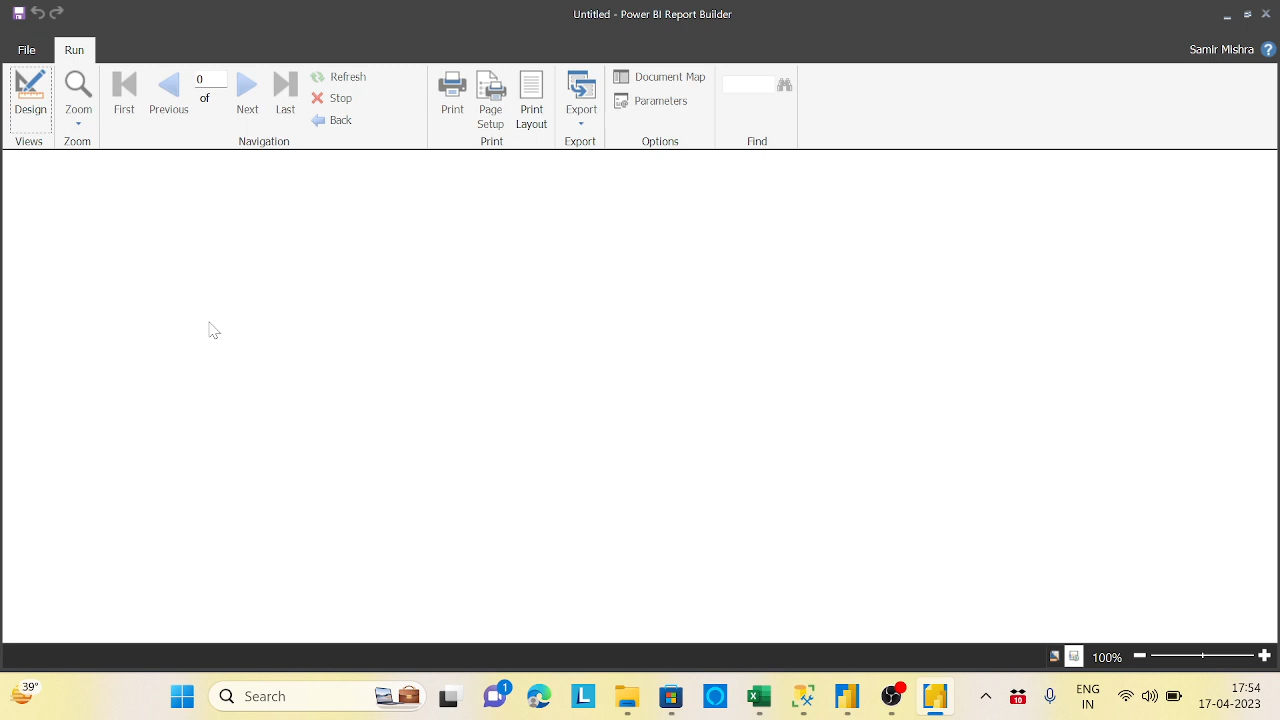 Untitled - Power BI Report Builder
File
Run
Samir Mishra
?
Design
Zoom
First
Previous
0
of
Next
Last
Refresh
Stop
Back
Print
Page
Setup
Print
Layout
Export
Document Map
Parameters
Views
Zoom
Navigation
Print
Export
Options
Find
100%
39°
Search
1
L
10
ENG
IN
17:54
17-04-2023